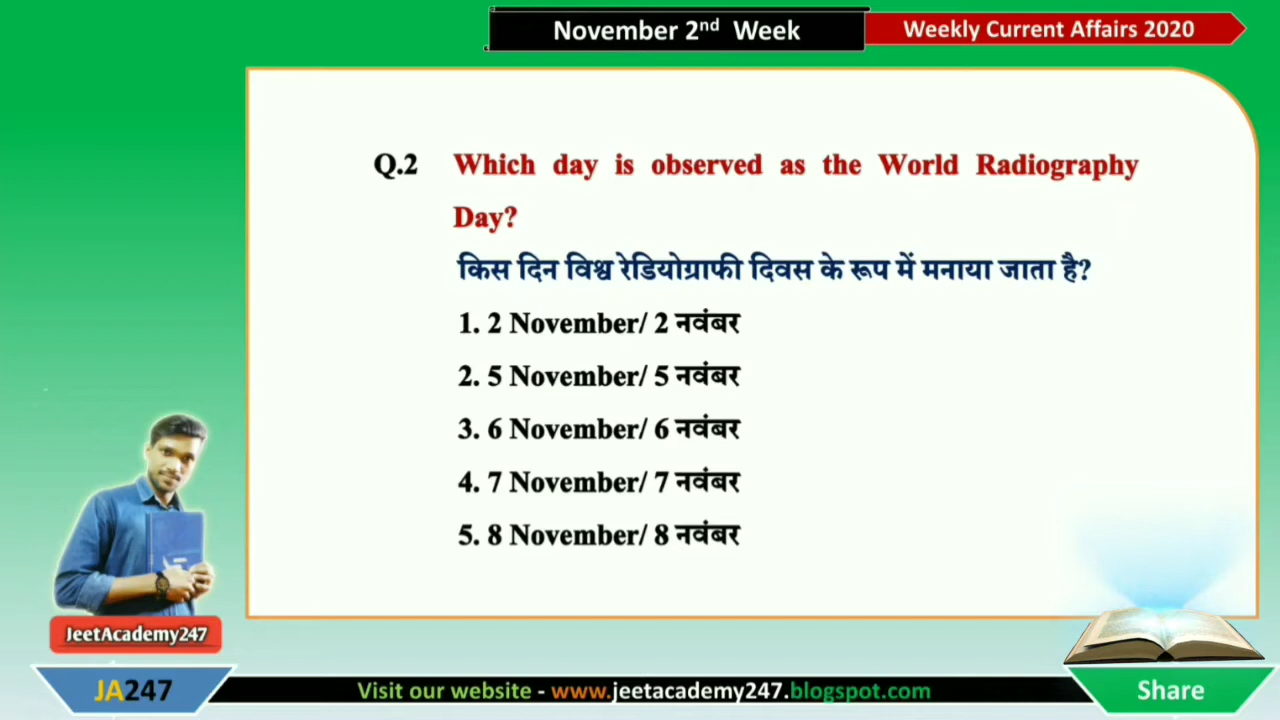 November 2nd Week
Weekly Current Affairs 2020
Q.2 Which day is observed as the World Radiography
Day?
किस दिन विश्व रेडियोग्राफी दिवस के रूप में मनाया जाता है?
1. 2 November/ 2 नवंबर
2. 5 November/ 5 नवंबर
3. 6 November/ 6 नवंबर
4. 7 November/ 7 नवंबर
5. 8 November/ 8 नवंबर
JeetAcademy247
JA247
Visit our website - www.jeetacademy247.blogspot.com
Share